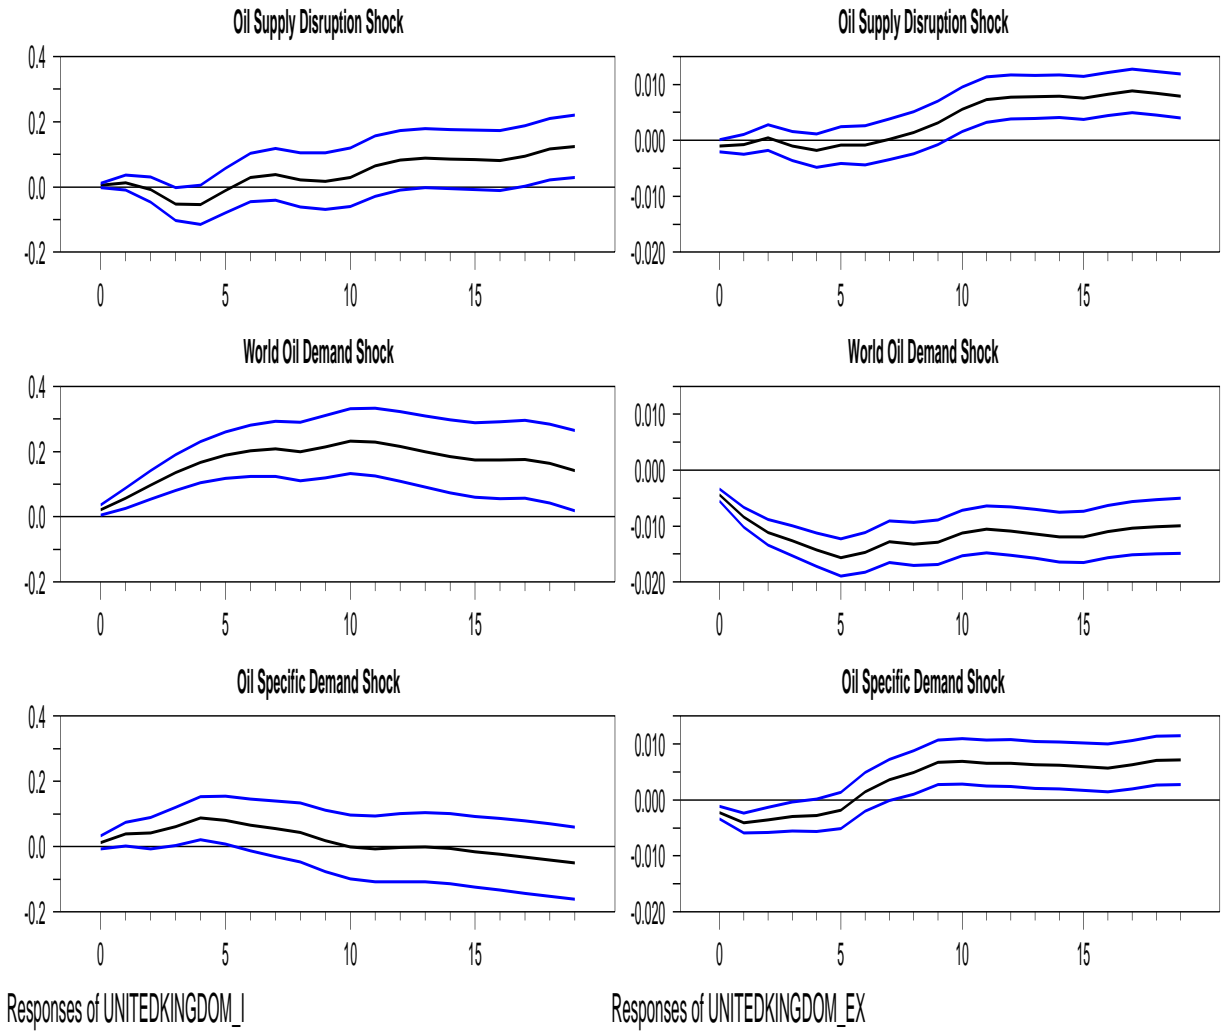 Oil Supply Disruption Shock
0.4
0.2
0.0
-0.2
0 5 10 15
World Oil Demand Shock
0.4
0.2
0.0
-0.2
0 5 10 15
Oil Specific Demand Shock
0.4
0.2
0.0
-0.2
0 5 10 15
Responses of UNITEDKINGDOM_I
Oil Supply Disruption Shock
0.010
0.000
-0.010
-0.020
0 5 10 15
World Oil Demand Shock
0.010
0.000
-0.010
-0.020
0 5 10 15
Oil Specific Demand Shock
0.010
0.000
-0.010
-0.020
0 5 10 15
Responses of UNITEDKINGDOM_EX